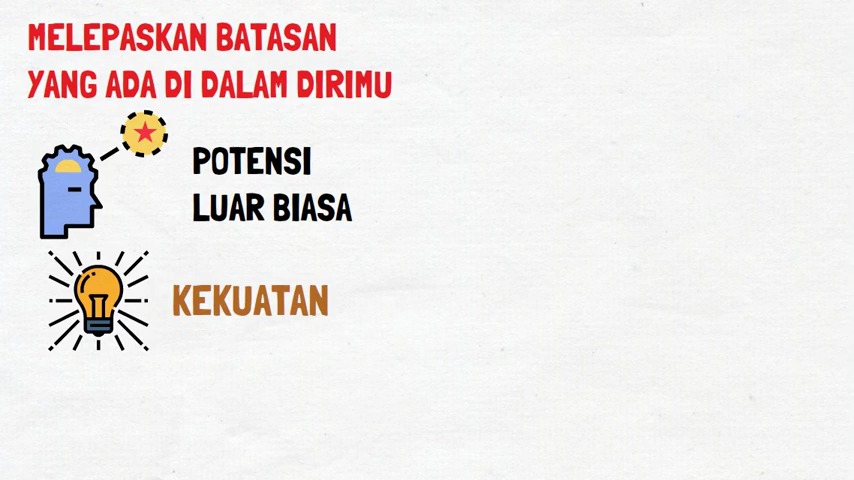 MELEPASKAN BATASAN
YANG ADA DI DALAM DIRIMU
POTENSI
LUAR BIASA
KEKUATAN